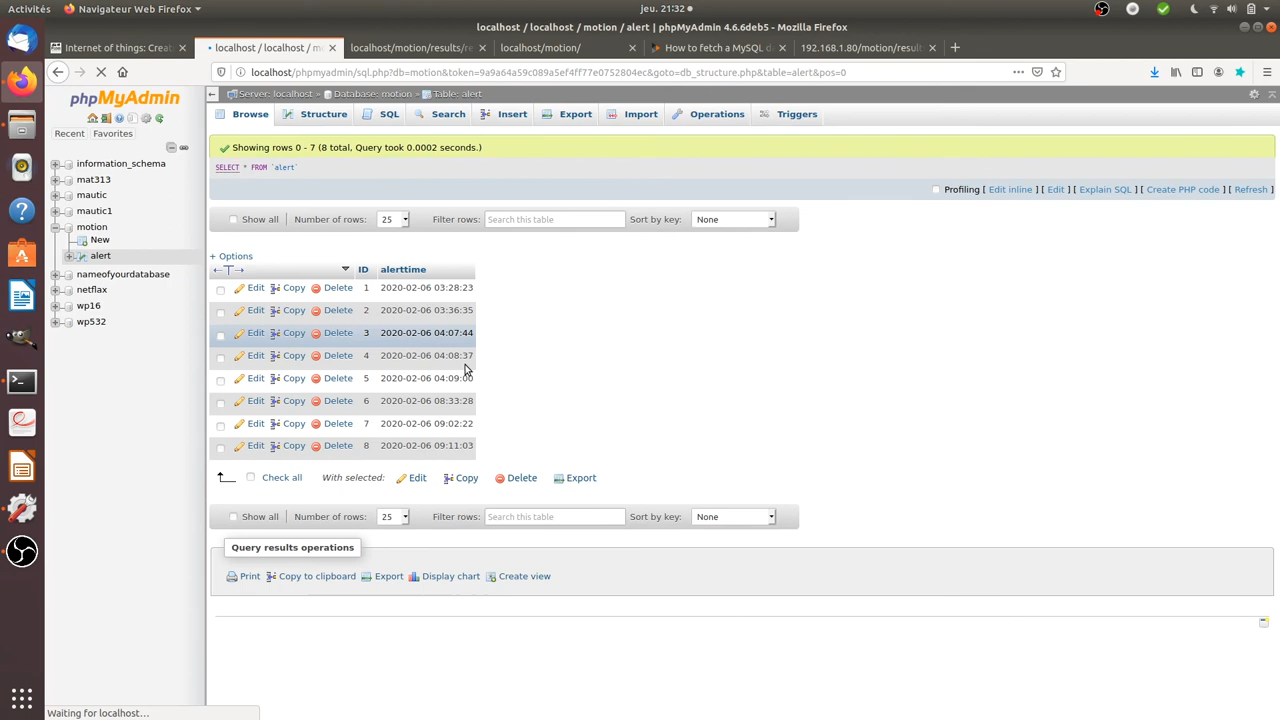 Activités Navigateur Web Firefox jeu. 21:32
localhost / localhost / motion / alert | phpMyAdmin 4.6.6deb5 - Mozilla Firefox
Internet of things: Crea localhost / localhost / m localhost/motion/results/re localhost/motion/ How to fetch a MySQL d 192.168.1.80/motion/result
localhost/phpmyadmin/sql.php?db=motion&token=9a9a64a59c089a5ef4ff77e0752804ec&goto=db_structure.php&table=alert&pos=0
phpMyAdmin
Recent Favorites
information_schema
mat313
mautic
mautic1
motion
New
alert
nameofyourdatabase
netflax
wp16
wp532
Server: localhost » Database: motion » Table: alert
Browse Structure SQL Search Insert Export Import Operations Triggers
Showing rows 0 - 7 (8 total, Query took 0.0002 seconds.)
SELECT * FROM `alert`
Profiling [ Edit inline ] [ Edit ] [ Explain SQL ] [ Create PHP code ] [ Refresh ]
Show all Number of rows: 25 Filter rows: Search this table Sort by key: None
+ Options
←T→ ID alerttime
Edit Copy Delete 1 2020-02-06 03:28:23
Edit Copy Delete 2 2020-02-06 03:36:35
Edit Copy Delete 3 2020-02-06 04:07:44
Edit Copy Delete 4 2020-02-06 04:08:37
Edit Copy Delete 5 2020-02-06 04:09:00
Edit Copy Delete 6 2020-02-06 08:33:28
Edit Copy Delete 7 2020-02-06 09:02:22
Edit Copy Delete 8 2020-02-06 09:11:03
Check all With selected: Edit Copy Delete Export
Show all Number of rows: 25 Filter rows: Search this table Sort by key: None
Query results operations
Print Copy to clipboard Export Display chart Create view
Waiting for localhost…